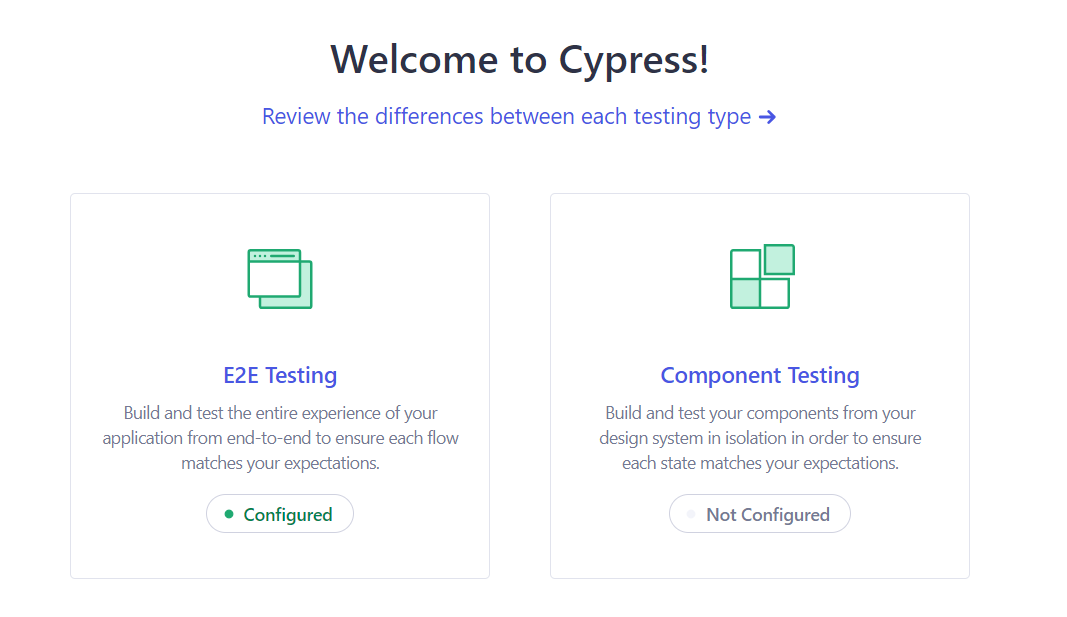 Welcome to Cypress!
Review the differences between each testing type →
E2E Testing
Build and test the entire experience of your
application from end-to-end to ensure each flow
matches your expectations.
Configured
Component Testing
Build and test your components from your
design system in isolation in order to ensure
each state matches your expectations.
Not Configured